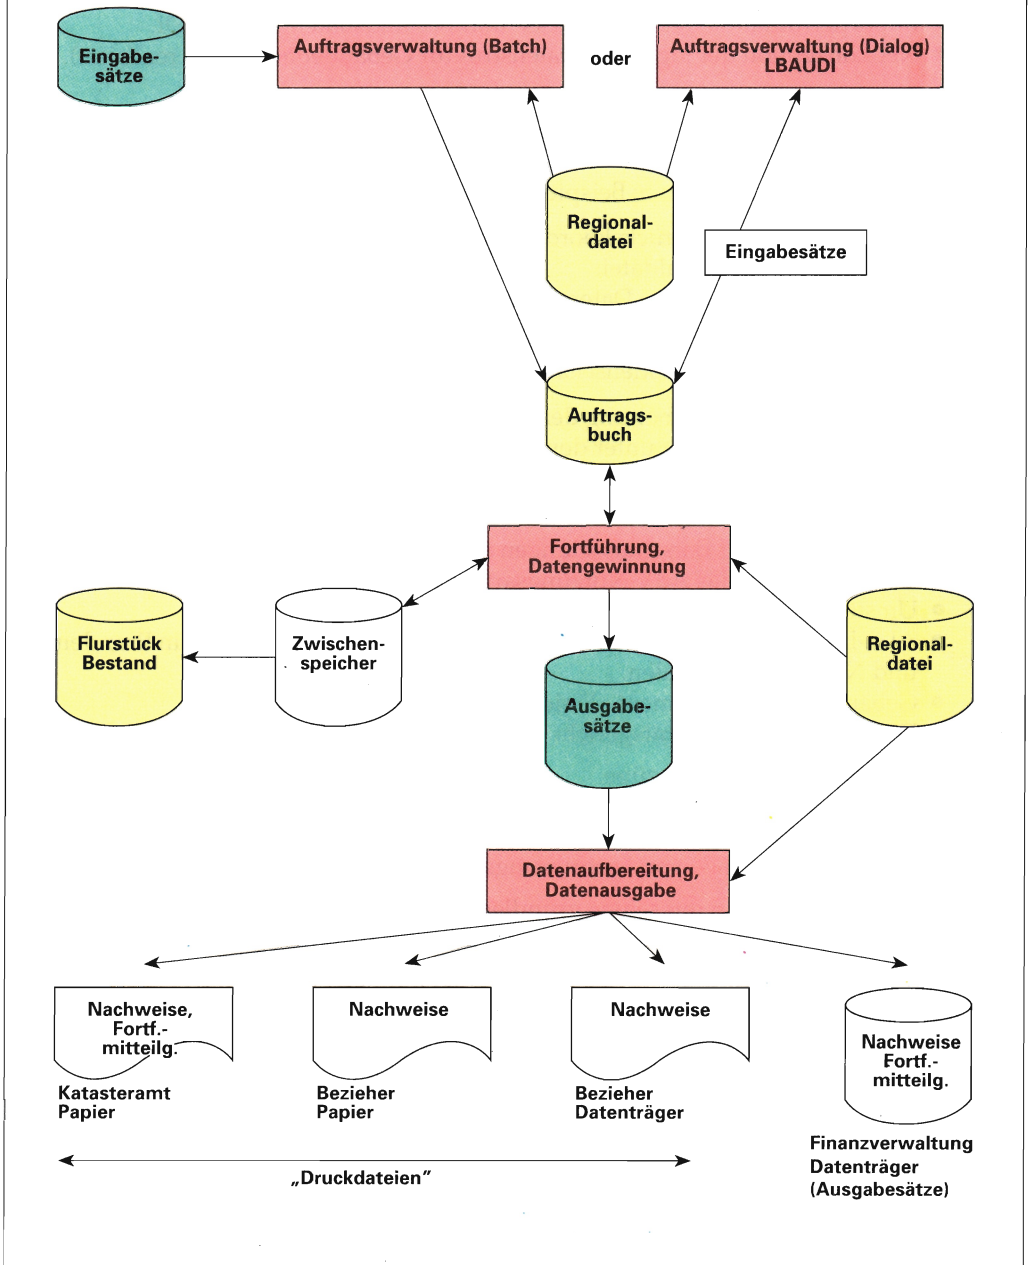 Eingabe-
sätze
Auftragsverwaltung (Batch)
oder
Auftragsverwaltung (Dialog)
LBAUDI
Regional-
datei
Eingabesätze
Auftrags-
buch
Fortführung,
Datengewinnung
Flurstück
Bestand
Zwischen-
speicher
Ausgabe-
sätze
Regional-
datei
Datenaufbereitung,
Datenausgabe
Nachweise,
Fortf.-
mitteilg.
Katasteramt
Papier
Nachweise
Bezieher
Papier
Nachweise
Bezieher
Datenträger
Nachweise
Fortf.-
mitteilg.
Finanzverwaltung
Datenträger
(Ausgabesätze)
„Druckdateien”